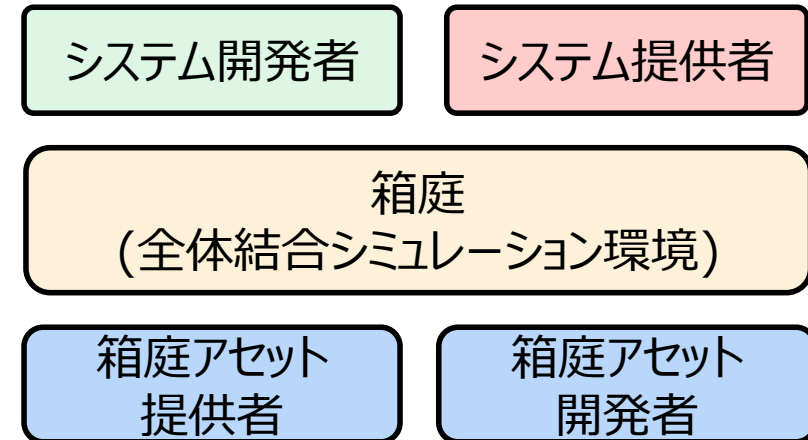 システム開発者
システム提供者
箱庭
(全体結合シミュレーション環境)
箱庭アセット
提供者
箱庭アセット
開発者